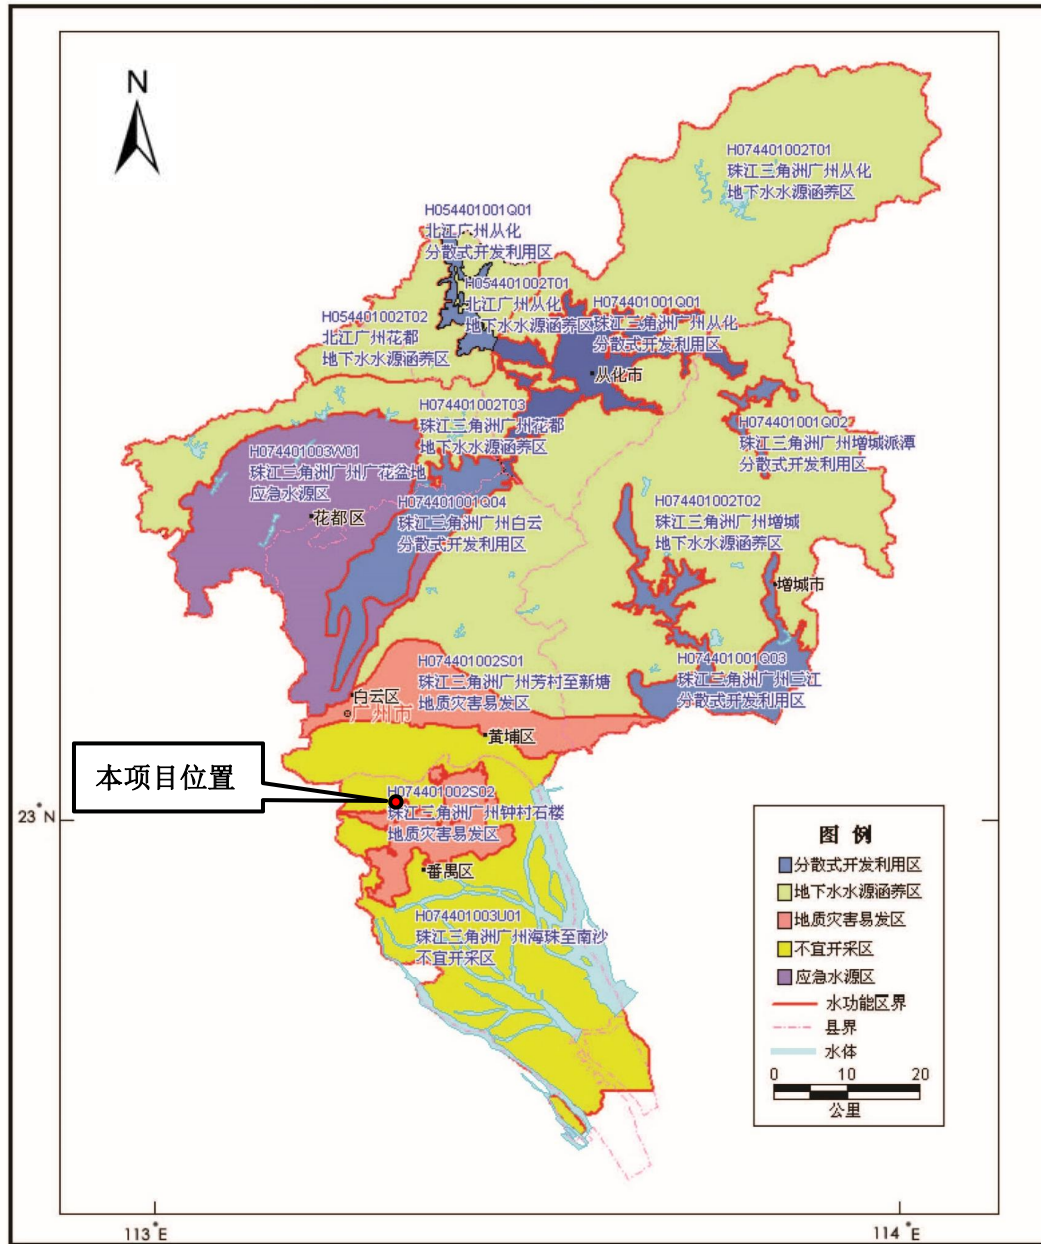 N
H074401002T01
珠江三角洲广州从化
地下水水源涵养区
H054401001Q01
北江广州从化
分散式开发利用区
H054401002T01
北江广州从化
地下水水源涵养区
H074401001Q01
珠江三角洲广州从化
分散式开发利用区
H054401002T02
北江广州花都
地下水水源涵养区
从化市
H074401002T03
珠江三角洲广州花都
地下水水源涵养区
H074401001Q02
珠江三角洲广州增城派潭
分散式开发利用区
H074401003W01
珠江三角洲广州广花盆地
应急水源区
花都区
H074401001Q04
珠江三角洲广州白云
分散式开发利用区
H074401002T02
珠江三角洲广州增城
地下水水源涵养区
增城市
H074401002S01
珠江三角洲广州芳村至新塘
地质灾害易发区
H074401001Q03
珠江三角洲广州三江
分散式开发利用区
白云区
广州市
黄埔区
本项目位置
H074401002S02
珠江三角洲广州钟村石楼
地质灾害易发区
番禺区
H074401003U01
珠江三角洲广州海珠至南沙
不宜开采区
23°N
图 例
分散式开发利用区
地下水水源涵养区
地质灾害易发区
不宜开采区
应急水源区
水功能区界
县界
水体
0 10 20
公里
113°E
114°E